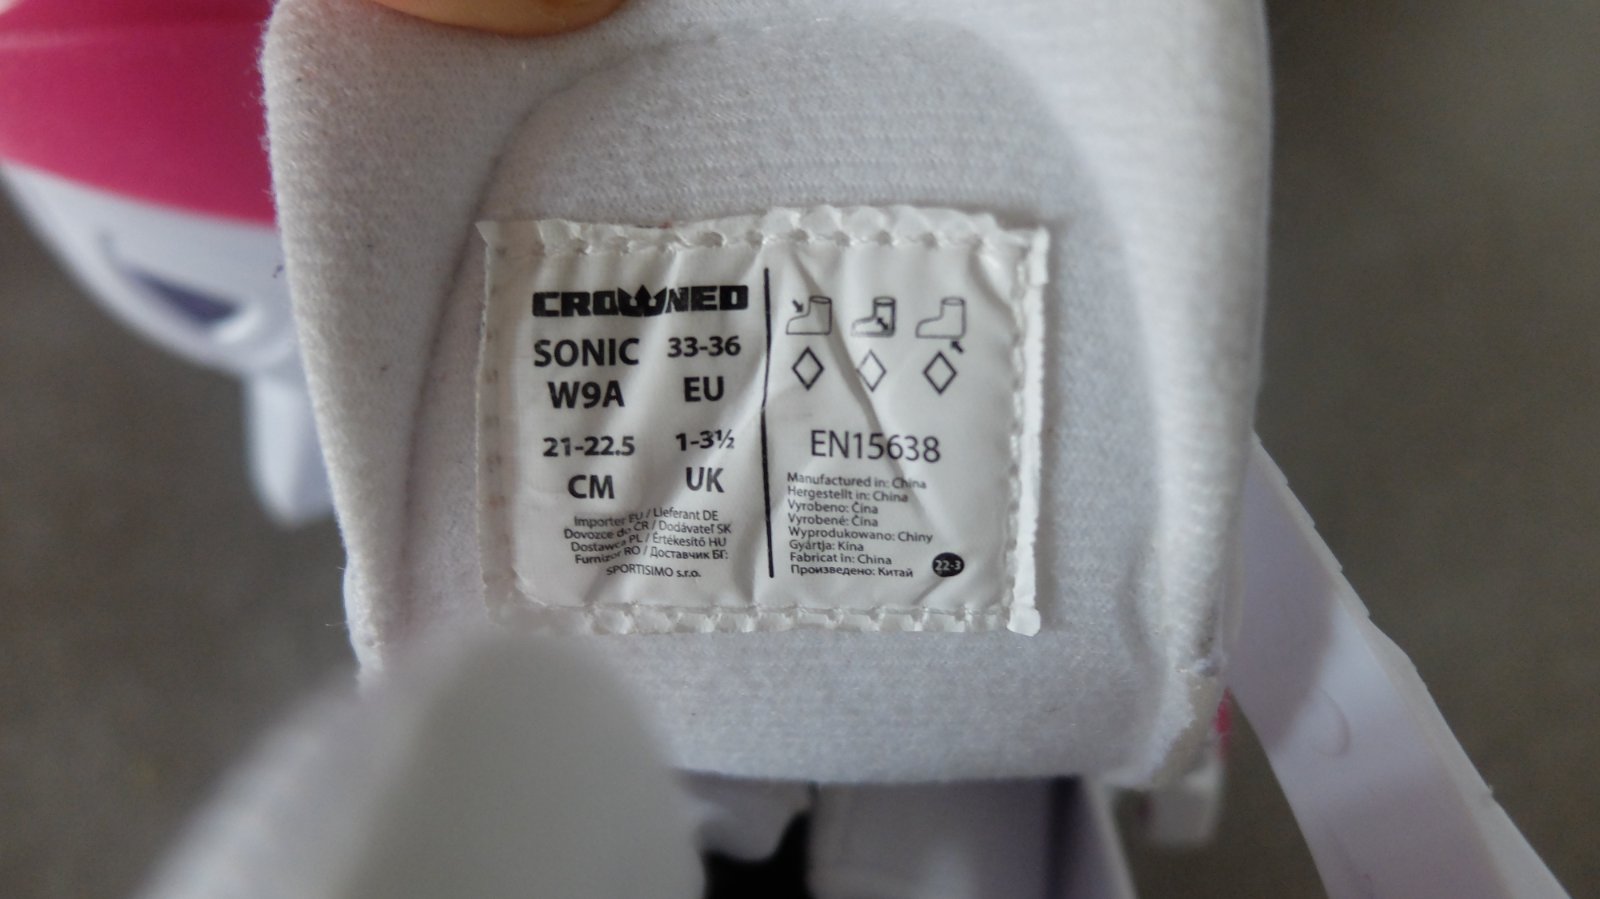 CROWNED
SONIC 33-36
W9A EU
21-22.5 1-3½
CM UK
Importer EU / Lieferant DE
Dovozce do ČR / Dodávateľ SK
Dostawca PL / Értékesítő HU
Furnizor RO / Доставчик БГ:
SPORTISIMO s.r.o.
EN15638
Manufactured in: China
Hergestellt in: China
Vyrobeno: Čína
Vyrobené: Čína
Wyprodukowano: Chiny
Gyártja: Kína
Fabricat în: China
Произведено: Китай
22-3